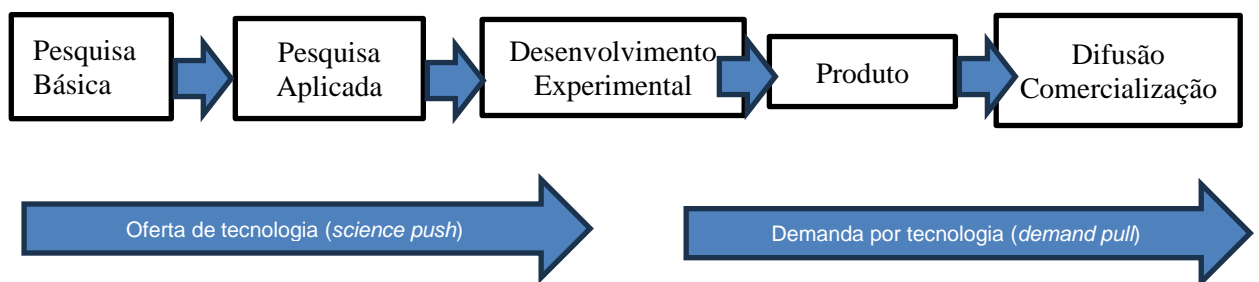 Pesquisa
Básica
Pesquisa
Aplicada
Desenvolvimento
Experimental
Produto
Difusão
Comercialização
Oferta de tecnologia (science push)
Demanda por tecnologia (demand pull)